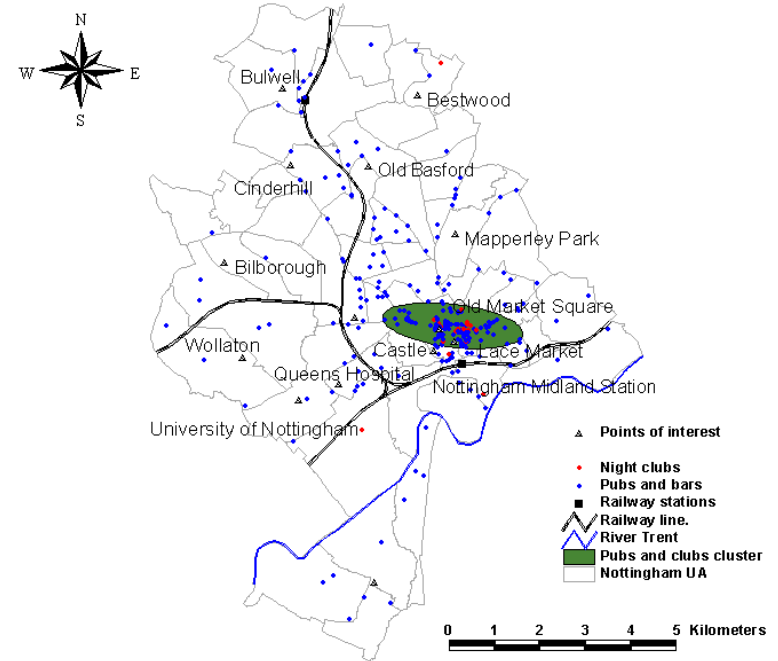 N
W
E
S
Bulwell
Bestwood
Old Basford
Cinderhill
Mapperley Park
Bilborough
Old Market Square
Wollaton
Castle
Lace Market
Queens Hospital
Nottingham Midland Station
University of Nottingham
Points of interest
Night clubs
Pubs and bars
Railway stations
Railway line.
River Trent
Pubs and clubs cluster
Nottingham UA
0 1 2 3 4 5 Kilometers